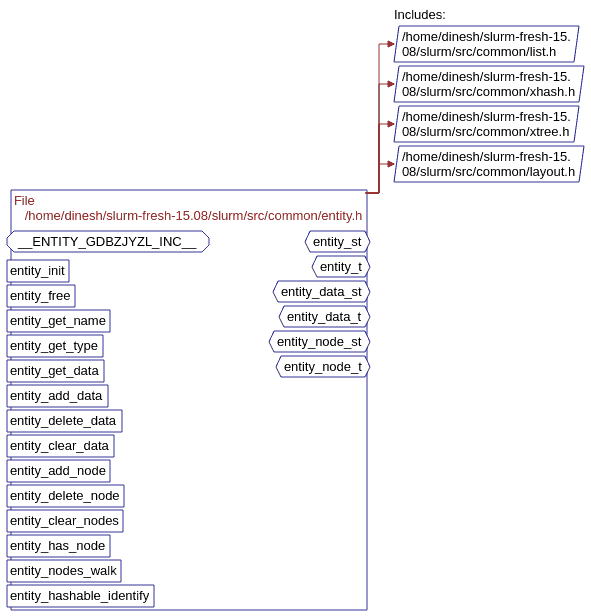 Includes:
/home/dinesh/slurm-fresh-15.
08/slurm/src/common/list.h
/home/dinesh/slurm-fresh-15.
08/slurm/src/common/xhash.h
/home/dinesh/slurm-fresh-15.
08/slurm/src/common/xtree.h
/home/dinesh/slurm-fresh-15.
08/slurm/src/common/layout.h
File
/home/dinesh/slurm-fresh-15.08/slurm/src/common/entity.h
__ENTITY_GDBZJYZL_INC__
entity_init
entity_free
entity_get_name
entity_get_type
entity_get_data
entity_add_data
entity_delete_data
entity_clear_data
entity_add_node
entity_delete_node
entity_clear_nodes
entity_has_node
entity_nodes_walk
entity_hashable_identify
entity_st
entity_t
entity_data_st
entity_data_t
entity_node_st
entity_node_t